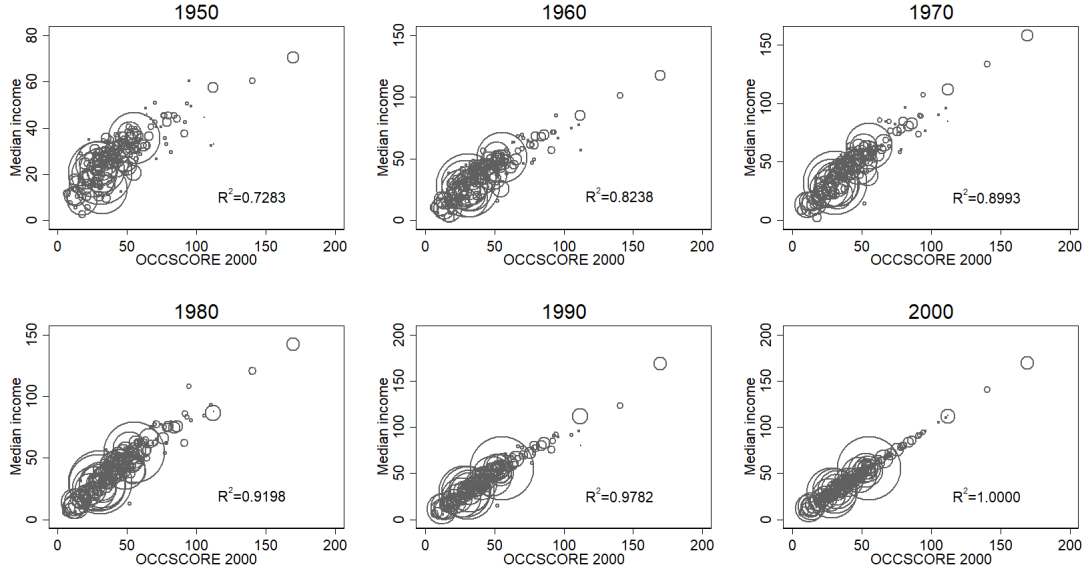 1950
80
60
40
20
0
Median income
R²=0.7283
0 50 100 150 200
OCCSCORE 2000
1960
150
100
50
0
Median income
R²=0.8238
0 50 100 150 200
OCCSCORE 2000
1970
150
100
50
0
Median income
R²=0.8993
0 50 100 150 200
OCCSCORE 2000
1980
150
100
50
0
Median income
R²=0.9198
0 50 100 150 200
OCCSCORE 2000
1990
200
150
100
50
0
Median income
R²=0.9782
0 50 100 150 200
OCCSCORE 2000
2000
200
150
100
50
0
Median income
R²=1.0000
0 50 100 150 200
OCCSCORE 2000